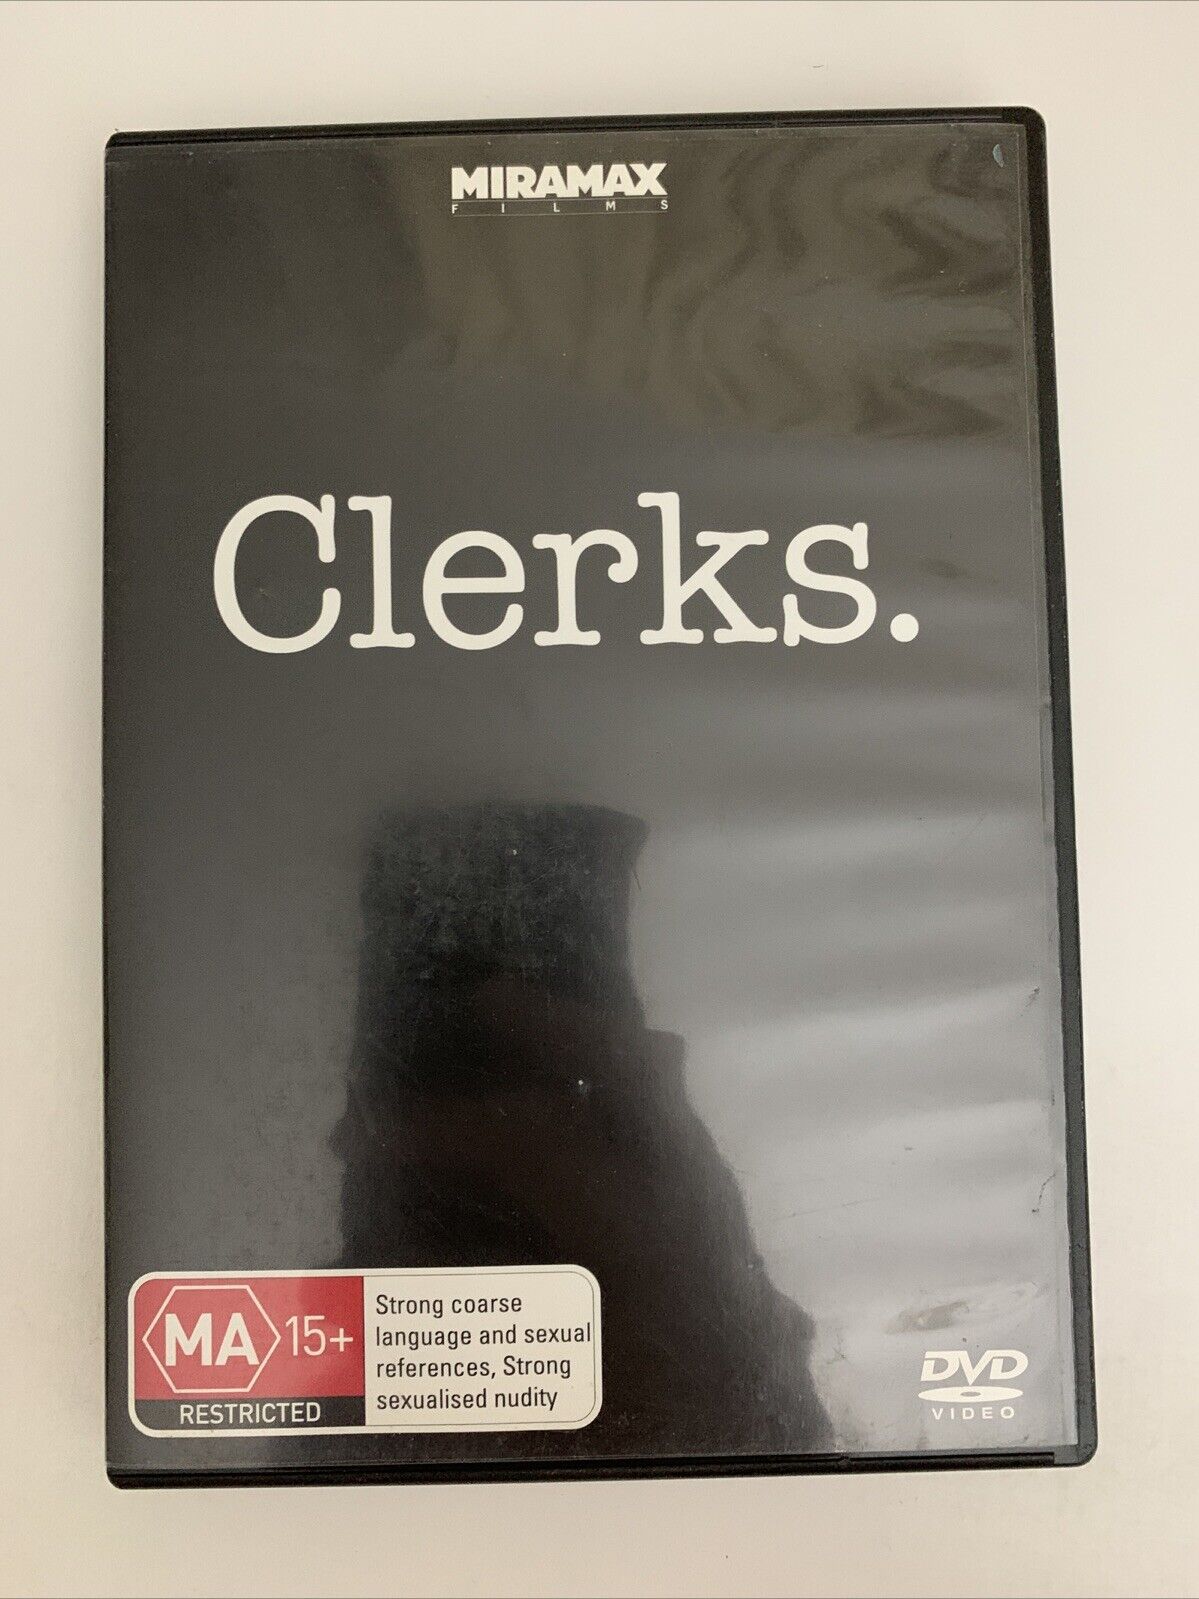 MIRAMAX
FILMS
Clerks.
MA 15+
RESTRICTED
Strong coarse
language and sexual
references, Strong
sexualised nudity
DVD
VIDEO